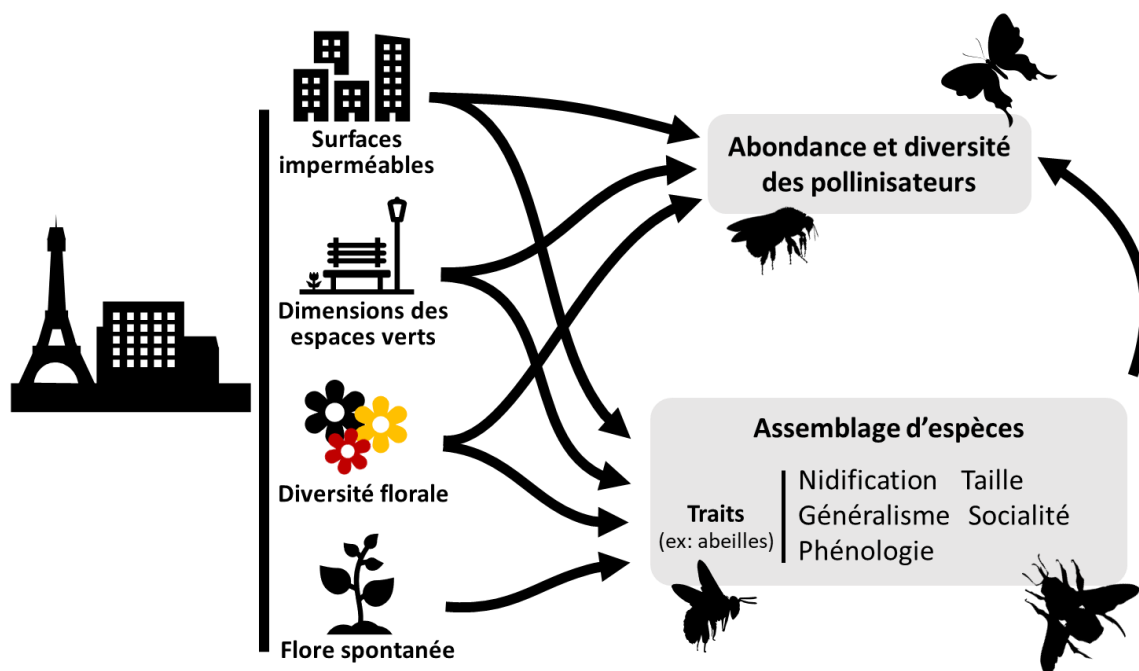 Surfaces
imperméables
Dimensions des
espaces verts
Diversité florale
Flore spontanée
Abondance et diversité
des pollinisateurs
Assemblage d’espèces
Traits
(ex: abeilles)
Nidification Taille
Généralisme Socialité
Phénologie